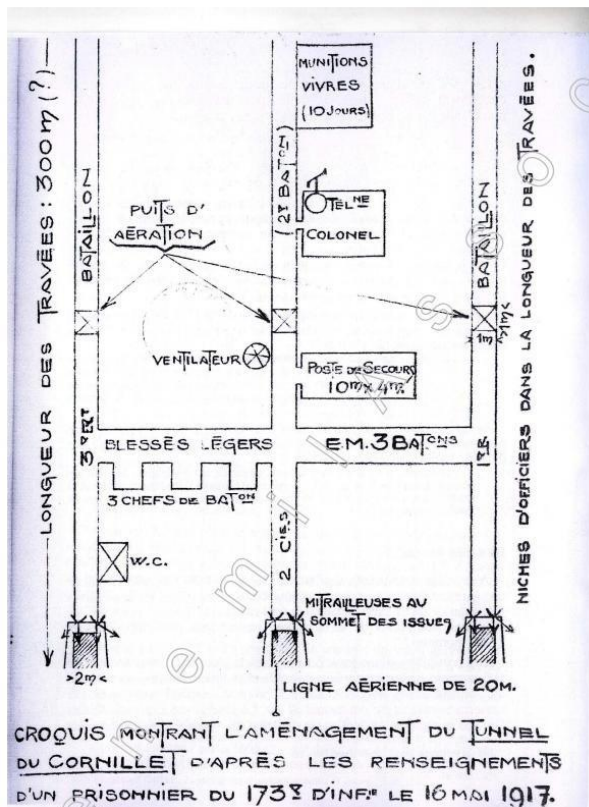 MUNITIONS
VIVRES
(10 JOURS)
LONGUEUR DES TRAVÉES : 300 m (?)
BATAILLON
PUITS D'
AÉRATION
(2E BATON)
TÉLNE
COLONEL
BATAILLON
NICHES D'OFFICIERS DANS LA LONGUEUR DES TRAVÉES.
VENTILATEUR
>1m<
>1m<
POSTE DE SECOURS
10m x 4m
3E
BLESSÉS LÉGERS
E.M. 3 BATONS
1ER
3 CHEFS DE BATON
2 CIES
W.C.
MITRAILLEUSES AU
SOMMET DES ISSUES
>2m<
LIGNE AÉRIENNE DE 20M.
CROQUIS MONTRANT L'AMÉNAGEMENT DU TUNNEL
DU CORNILLET D'APRÈS LES RENSEIGNEMENTS
D'UN PRISONNIER DU 173E D'INFIE LE 16 MAI 1917.